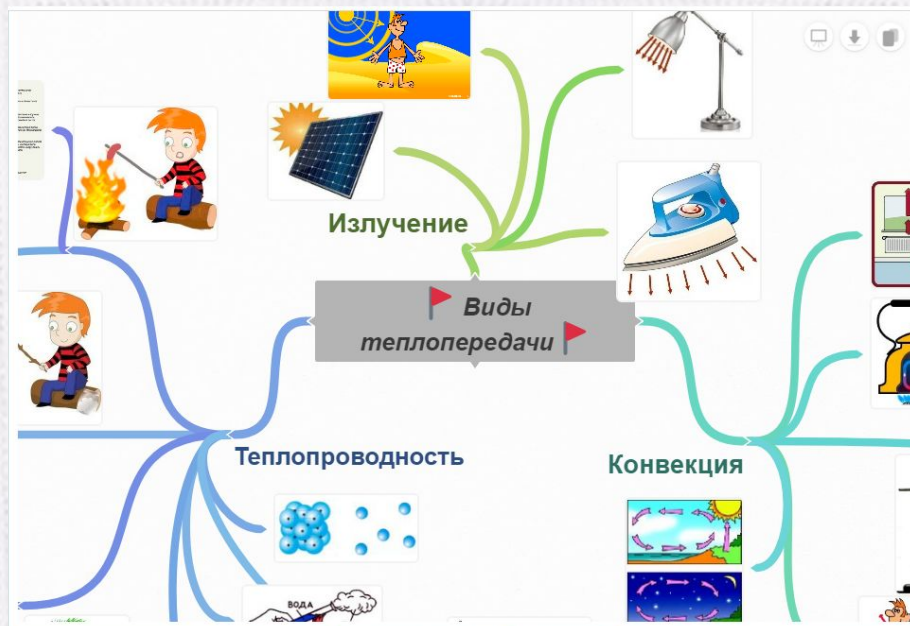 Излучение
Виды
теплопередачи
Теплопроводность
Конвекция
ВОДА